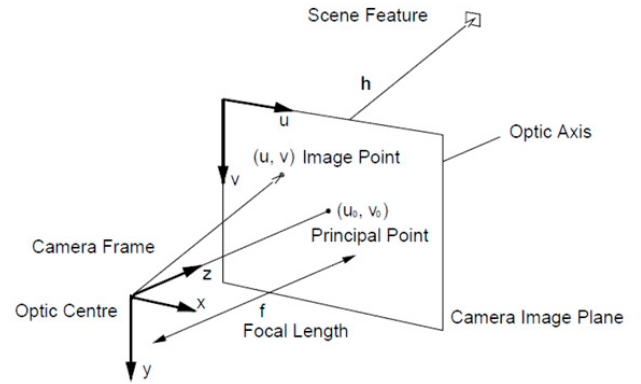 Scene Feature
h
u
Optic Axis
(u, v) Image Point
v
(u₀, v₀)
Principal Point
Camera Frame
z
x
Optic Centre
f
Focal Length
Camera Image Plane
y